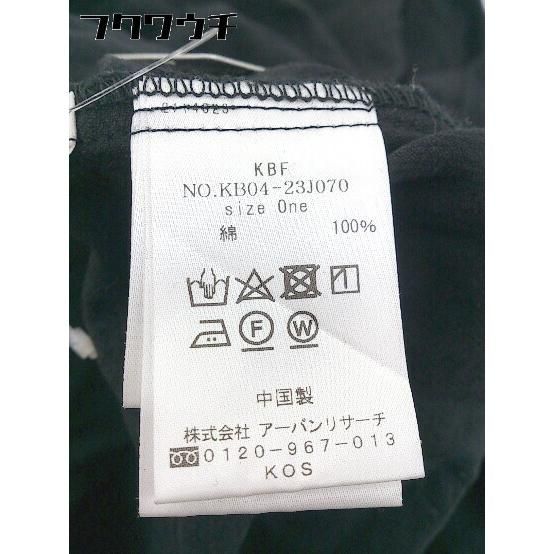 フクウクチ
KBF
NO.KB04-23J070
size One
綿 100%
F W
中国製
株式会社 アーバンリサーチ
0120-967-013
KOS